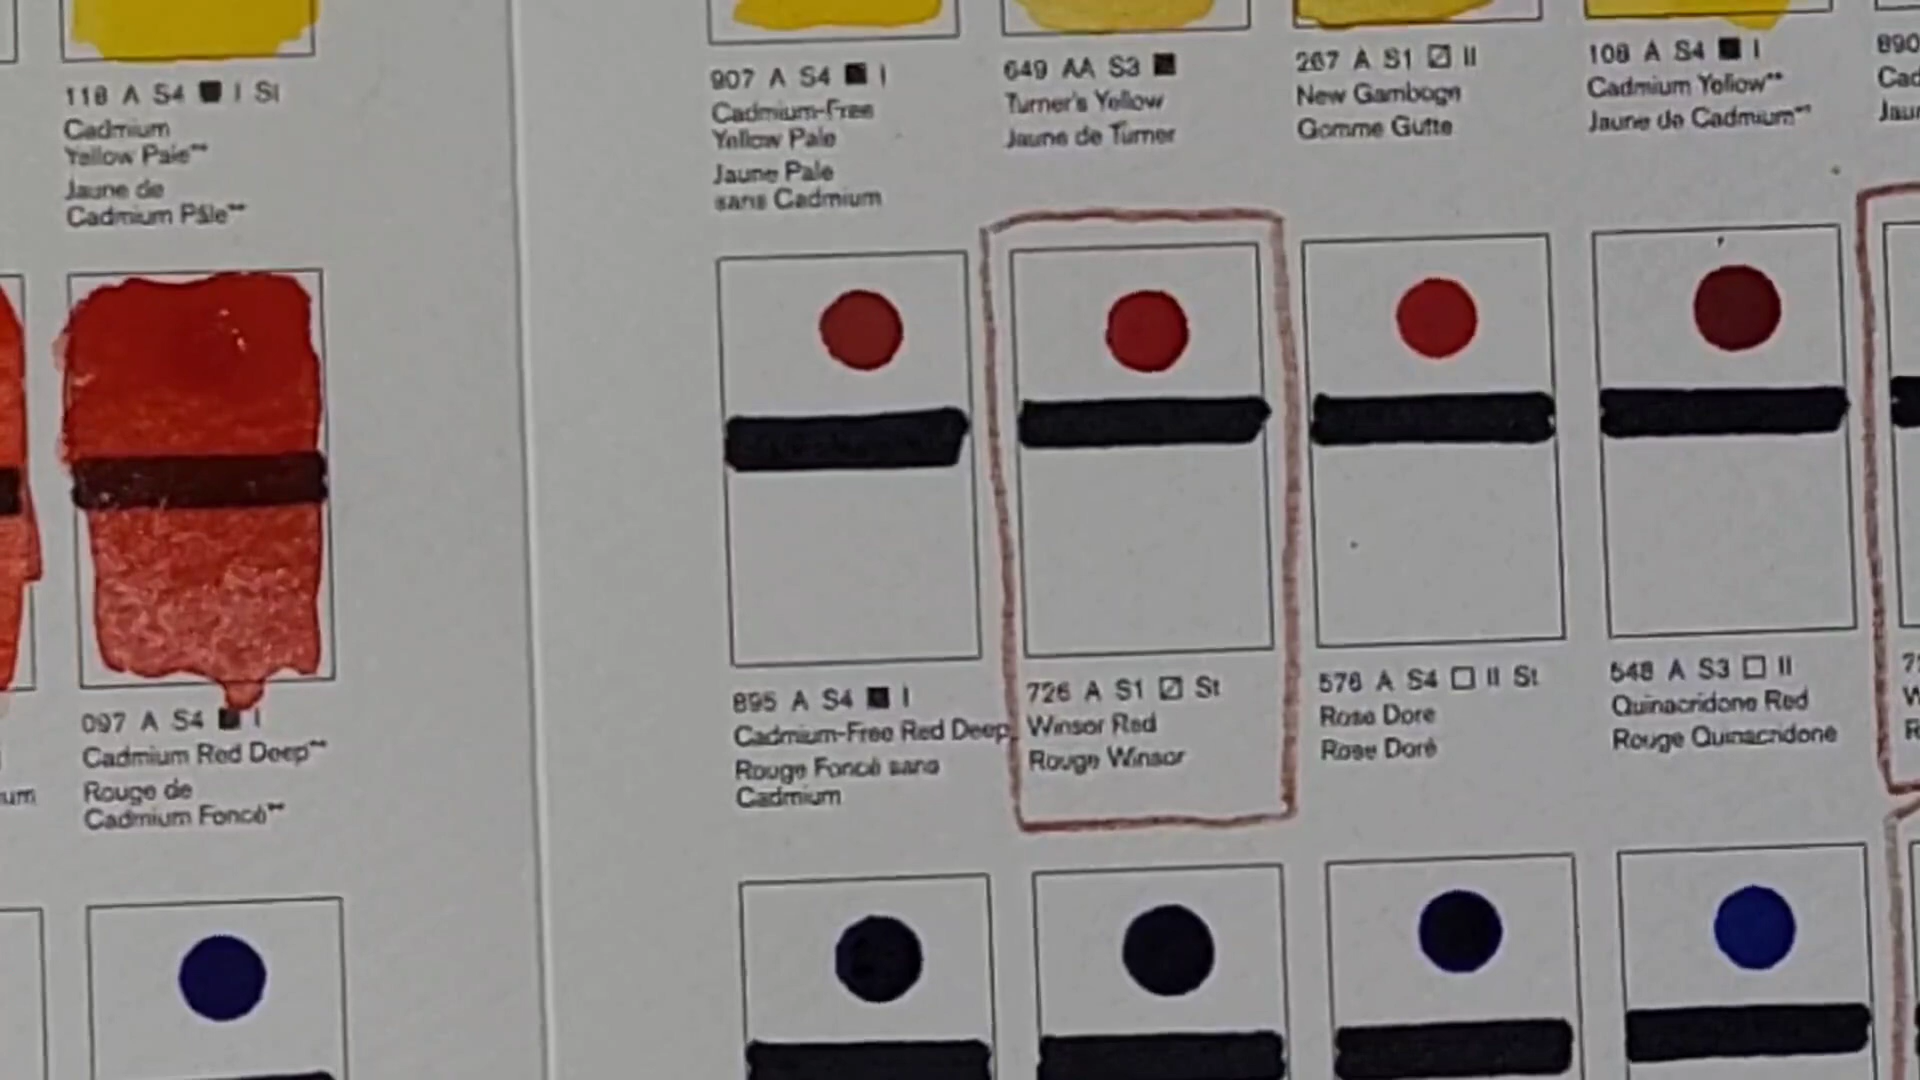 118 A S4 ■ I St
Cadmium
Yellow Pale**
Jaune de
Cadmium Pâle**
907 A S4 ■ I
Cadmium-Free
Yellow Pale
Jaune Pale
sans Cadmium
649 AA S3 ■
Turner's Yellow
Jaune de Turner
267 A S1 ⧄ II
New Gamboge
Gomme Gutte
108 A S4 ■ I
Cadmium Yellow**
Jaune de Cadmium**
890
Cad
Jaun
um
097 A S4 ■ I
Cadmium Red Deep**
Rouge de
Cadmium Foncé**
895 A S4 ■ I
Cadmium-Free Red Deep
Rouge Foncé sans
Cadmium
726 A S1 ⧄ St
Winsor Red
Rouge Winsor
576 A S4 □ II St
Rose Dore
Rose Doré
548 A S3 □ II
Quinacridone Red
Rouge Quinacridone